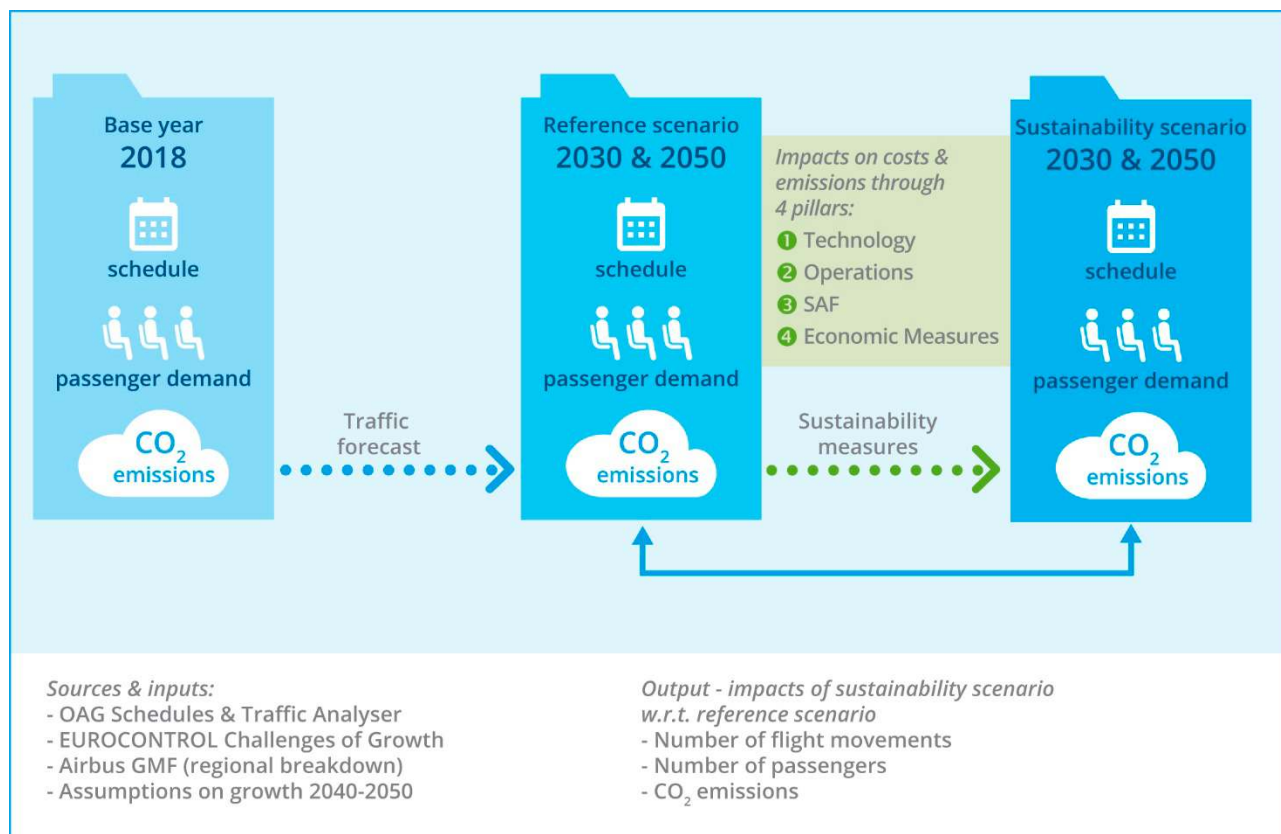 Base year
2018
schedule
passenger demand
CO₂
emissions
Traffic
forecast
Reference scenario
2030 & 2050
schedule
passenger demand
CO₂
emissions
Impacts on costs &
emissions through
4 pillars:
1 Technology
2 Operations
3 SAF
4 Economic Measures
Sustainability
measures
Sustainability scenario
2030 & 2050
schedule
passenger demand
CO₂
emissions
Sources & inputs:
- OAG Schedules & Traffic Analyser
- EUROCONTROL Challenges of Growth
- Airbus GMF (regional breakdown)
- Assumptions on growth 2040-2050
Output - impacts of sustainability scenario
w.r.t. reference scenario
- Number of flight movements
- Number of passengers
- CO₂ emissions